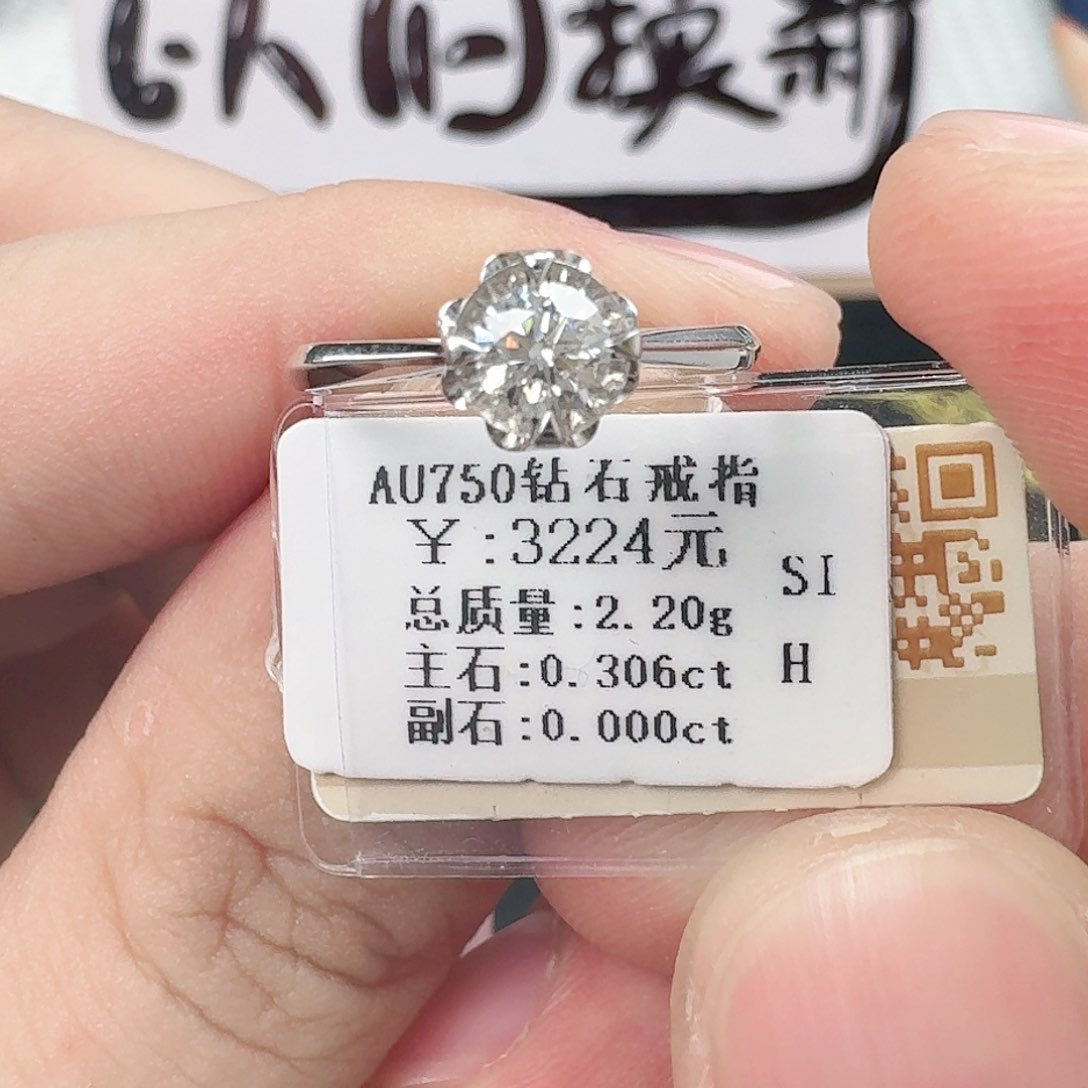 以旧换新
AU750钻石戒指
￥:3224元
SI
总质量:2.20g
主石:0.306ct
H
副石:0.000ct